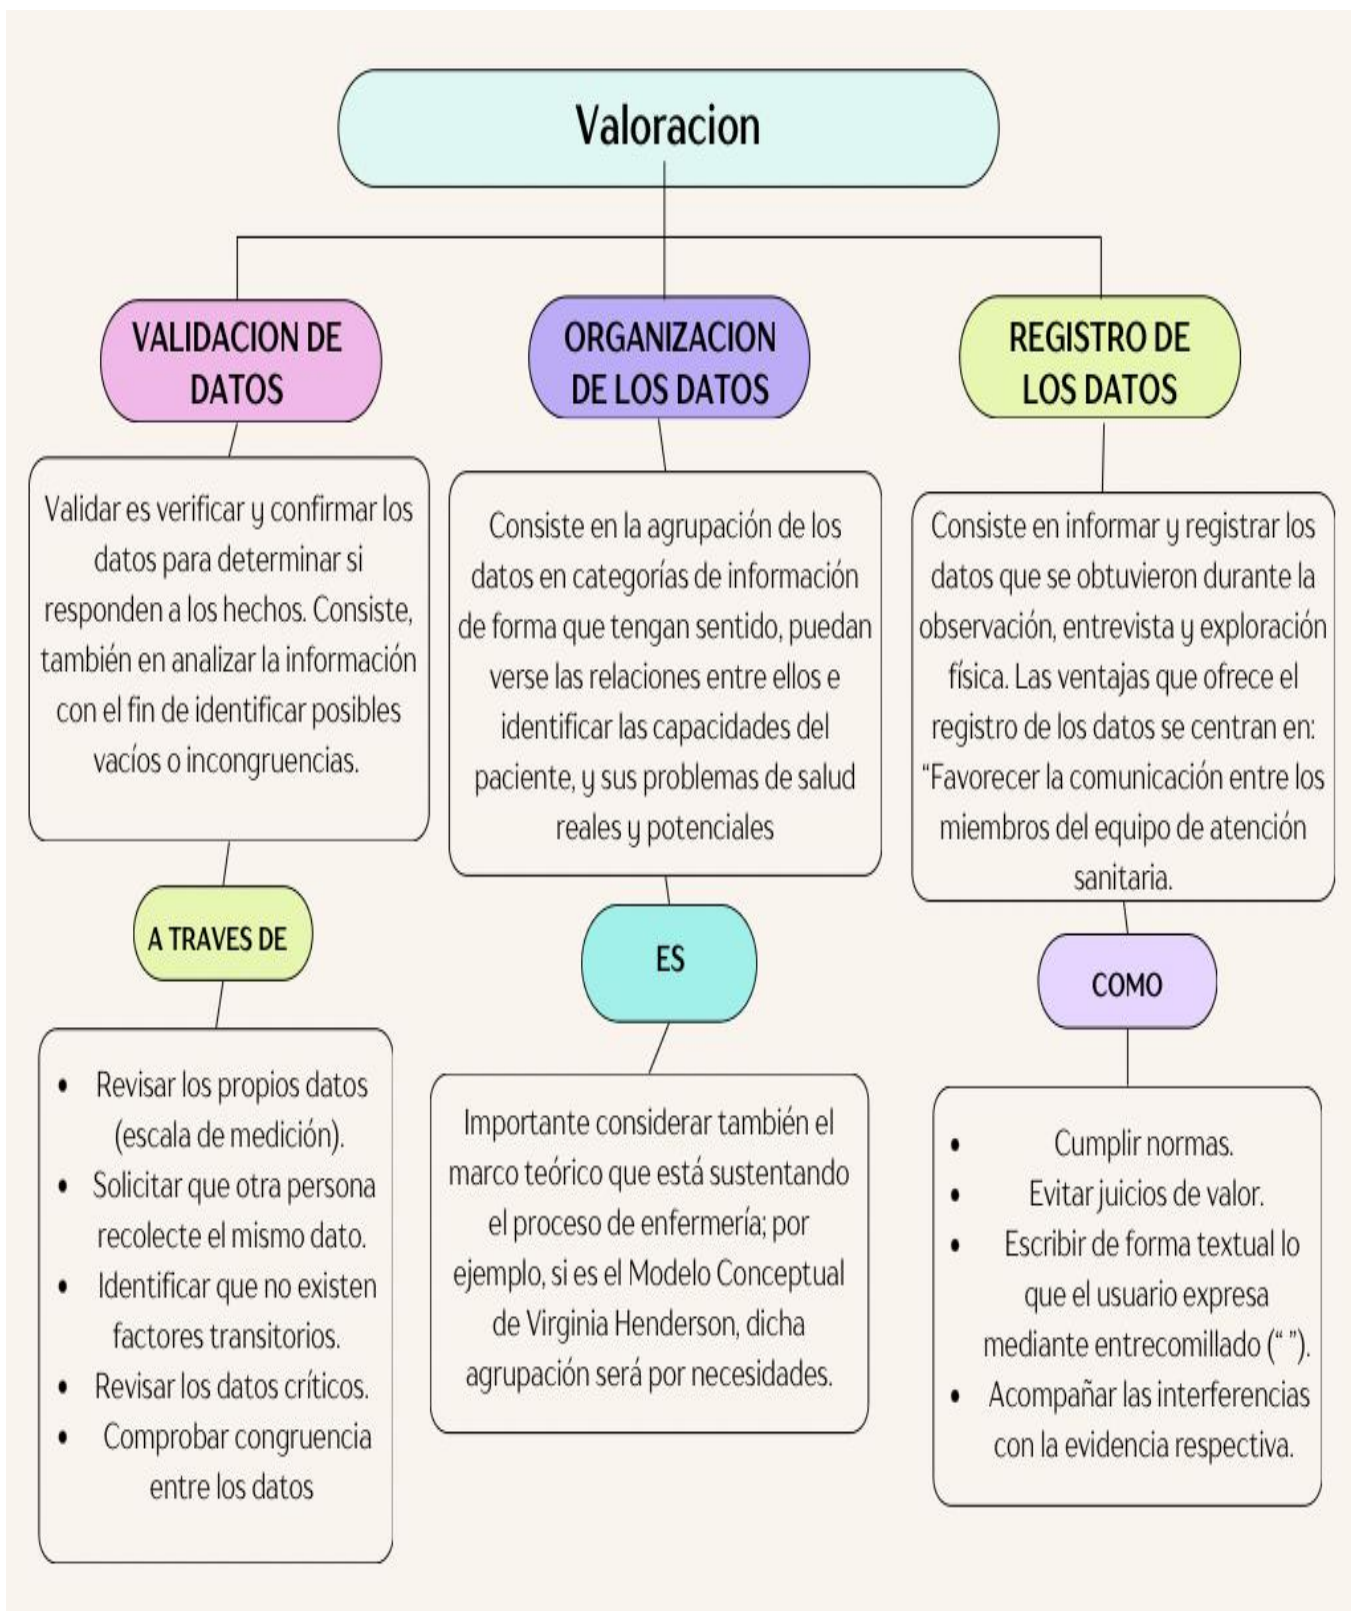 Valoracion
VALIDACION DE
DATOS
Validar es verificar y confirmar los
datos para determinar si
responden a los hechos. Consiste,
también en analizar la información
con el fin de identificar posibles
vacíos o incongruencias.
A TRAVES DE
• Revisar los propios datos
(escala de medición).
• Solicitar que otra persona
recolecte el mismo dato.
• Identificar que no existen
factores transitorios.
• Revisar los datos críticos.
• Comprobar congruencia
entre los datos
ORGANIZACION
DE LOS DATOS
Consiste en la agrupación de los
datos en categorías de información
de forma que tengan sentido, puedan
verse las relaciones entre ellos e
identificar las capacidades del
paciente, y sus problemas de salud
reales y potenciales
ES
Importante considerar también el
marco teórico que está sustentando
el proceso de enfermería; por
ejemplo, si es el Modelo Conceptual
de Virginia Henderson, dicha
agrupación será por necesidades.
REGISTRO DE
LOS DATOS
Consiste en informar y registrar los
datos que se obtuvieron durante la
observación, entrevista y exploración
física. Las ventajas que ofrece el
registro de los datos se centran en:
“Favorecer la comunicación entre los
miembros del equipo de atención
sanitaria.
COMO
• Cumplir normas.
• Evitar juicios de valor.
• Escribir de forma textual lo
que el usuario expresa
mediante entrecomillado (“ ”).
• Acompañar las interferencias
con la evidencia respectiva.